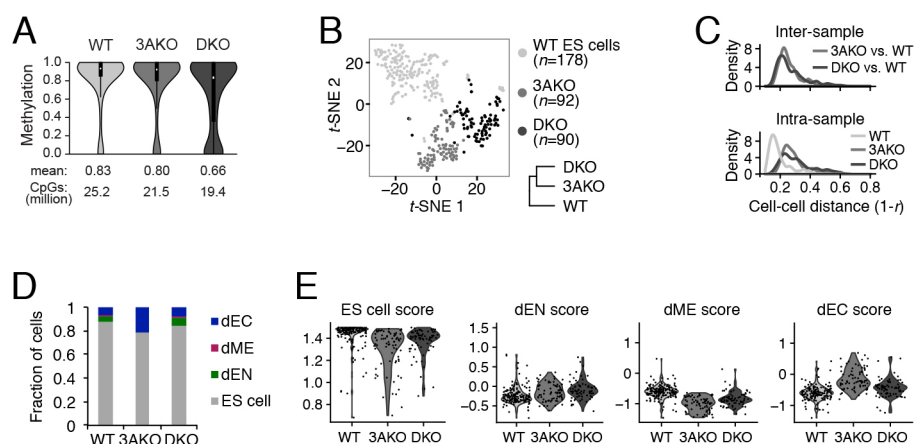 A
WT 3AKO DKO
Methylation
1.0
0.8
0.6
0.4
0.2
0.0
mean: 0.83 0.80 0.66
CpGs: 25.2 21.5 19.4
(million)
B
t-SNE 2
20
0
−20
−20 0 20
t-SNE 1
WT ES cells
(n=178)
3AKO
(n=92)
DKO
(n=90)
DKO
3AKO
WT
C
Inter-sample
Density
8
4
0
3AKO vs. WT
DKO vs. WT
Intra-sample
Density
8
4
0
WT
3AKO
DKO
0.2 0.4 0.6 0.8
Cell-cell distance (1-r)
D
Fraction of cells
1
0.8
0.6
0.4
0.2
0
WT 3AKO DKO
dEC
dME
dEN
ES cell
E
ES cell score
1.4
1.2
1.0
0.8
WT 3AKO DKO
dEN score
1.5
1.0
0.5
0.0
−0.5
WT 3AKO DKO
dME score
1
0
−1
WT 3AKO DKO
dEC score
1
0
−1
WT 3AKO DKO